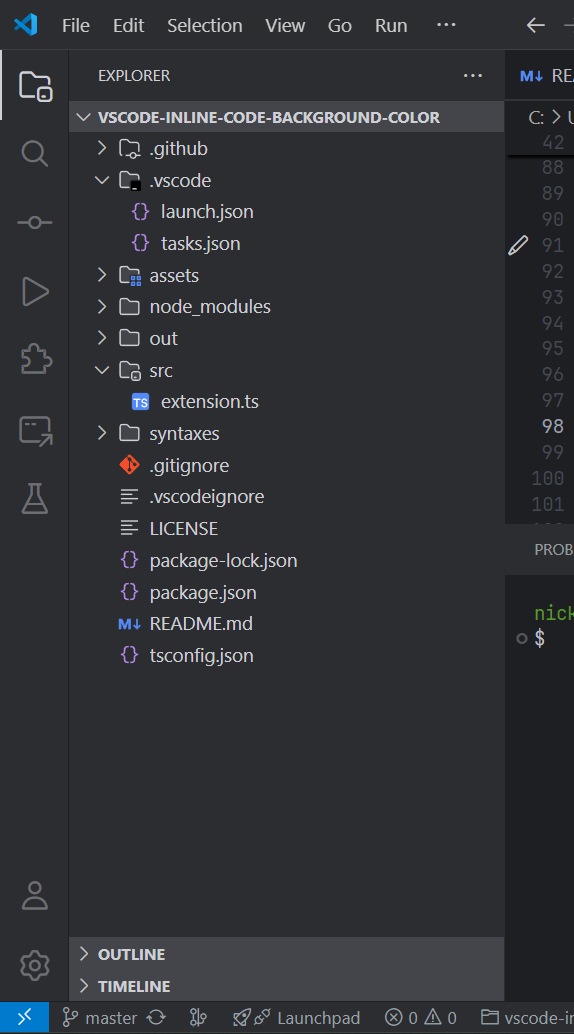 File Edit Selection View Go Run ···
EXPLORER ···
M↓ REA
VSCODE-INLINE-CODE-BACKGROUND-COLOR
C: > U
.github
.vscode
{} launch.json
{} tasks.json
assets
node_modules
out
src
TS extension.ts
syntaxes
.gitignore
.vscodeignore
LICENSE
{} package-lock.json
{} package.json
M↓ README.md
{} tsconfig.json
42
88
89
90
91
92
93
94
95
96
97
98
99
100
101
PROB
nick
$
OUTLINE
TIMELINE
master Launchpad 0 0 vscode-in